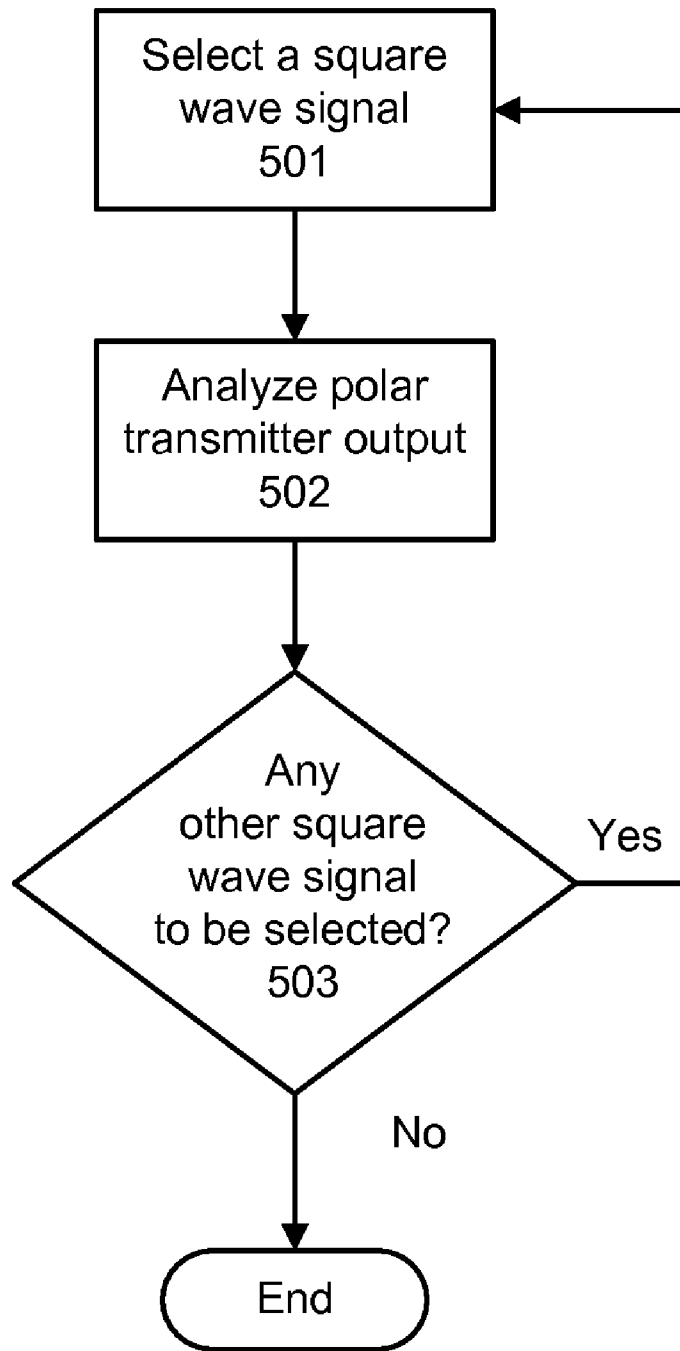 Select a square
wave signal
501
Analyze polar
transmitter output
502
Any
other square
wave signal
to be selected?
503
Yes
No
End